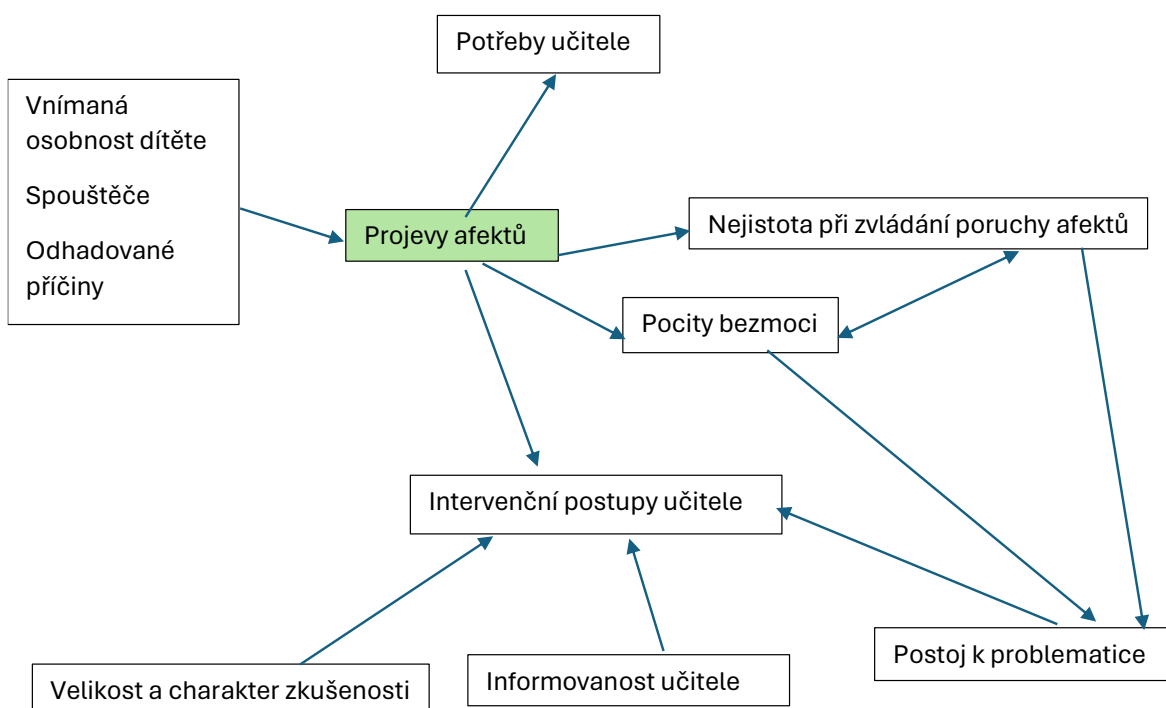 Potřeby učitele
Vnímaná
osobnost dítěte
Spouštěče
Odhadované
příčiny
Projevy afektů
Nejistota při zvládání poruchy afektů
Pocity bezmoci
Intervenční postupy učitele
Postoj k problematice
Velikost a charakter zkušenosti
Informovanost učitele